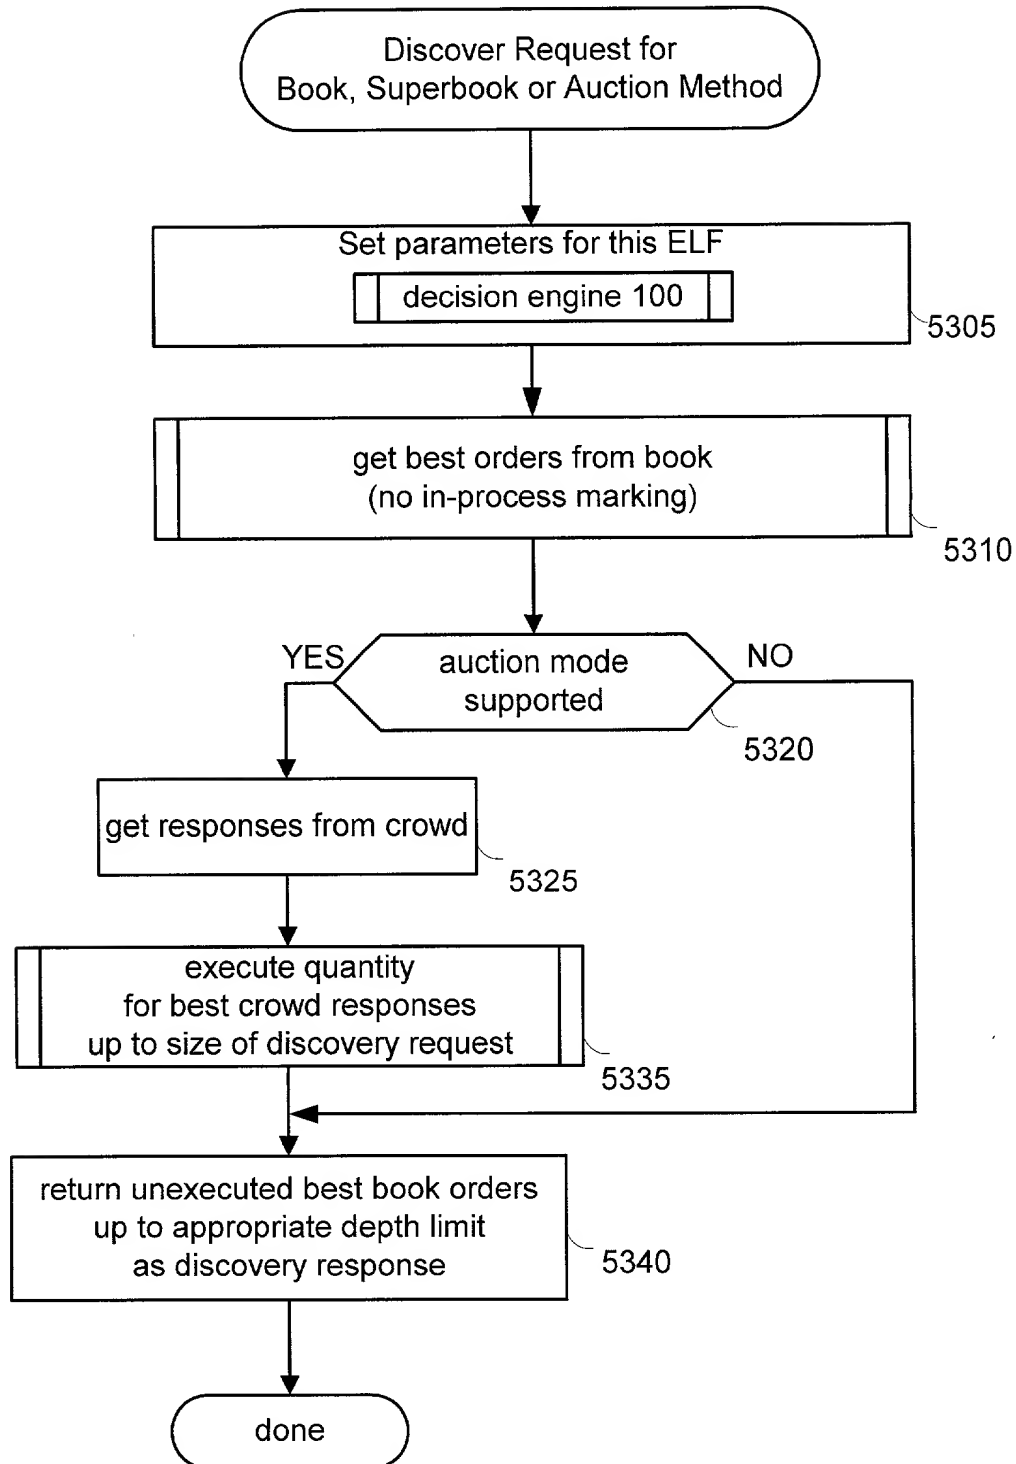 Discover Request for
Book, Superbook or Auction Method
Set parameters for this ELF
decision engine 100
5305
get best orders from book
(no in-process marking)
5310
YES
auction mode
supported
NO
5320
get responses from crowd
5325
execute quantity
for best crowd responses
up to size of discovery request
5335
return unexecuted best book orders
up to appropriate depth limit
as discovery response
5340
done